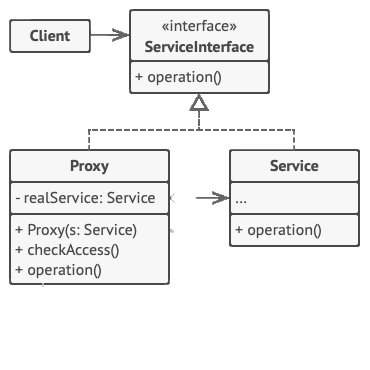 Client
«interface»
ServiceInterface
+ operation()
Proxy
- realService: Service
+ Proxy(s: Service)
+ checkAccess()
+ operation()
Service
...
+ operation()